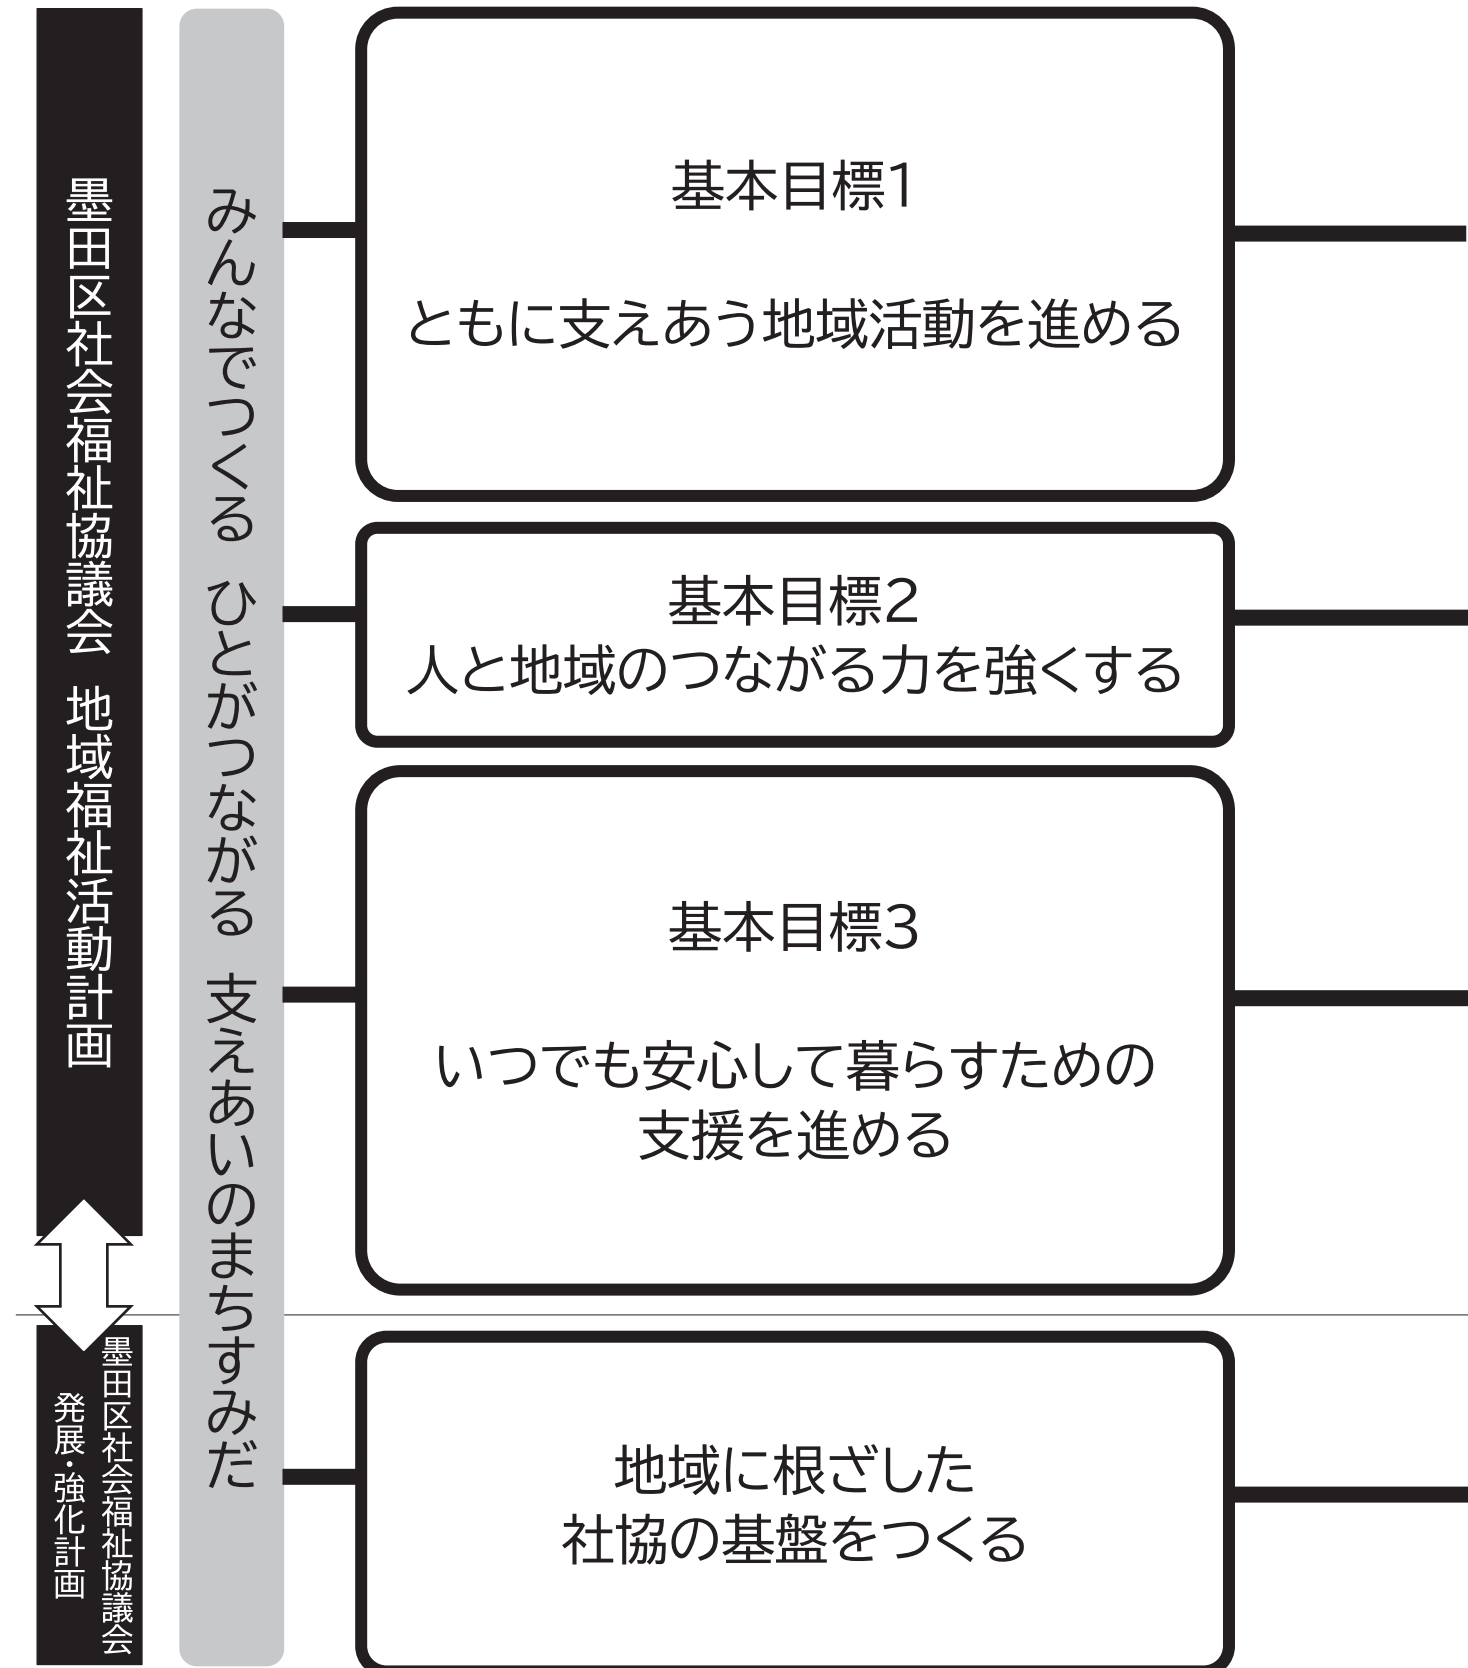 墨田区社会福祉協議会 地域福祉活動計画
墨田区社会福祉協議会
発展・強化計画
みんなでつくる ひとがつながる 支えあいのまちすみだ
基本目標1
ともに支えあう地域活動を進める
基本目標2
人と地域のつながる力を強くする
基本目標3
いつでも安心して暮らすための
支援を進める
地域に根ざした
社協の基盤をつくる